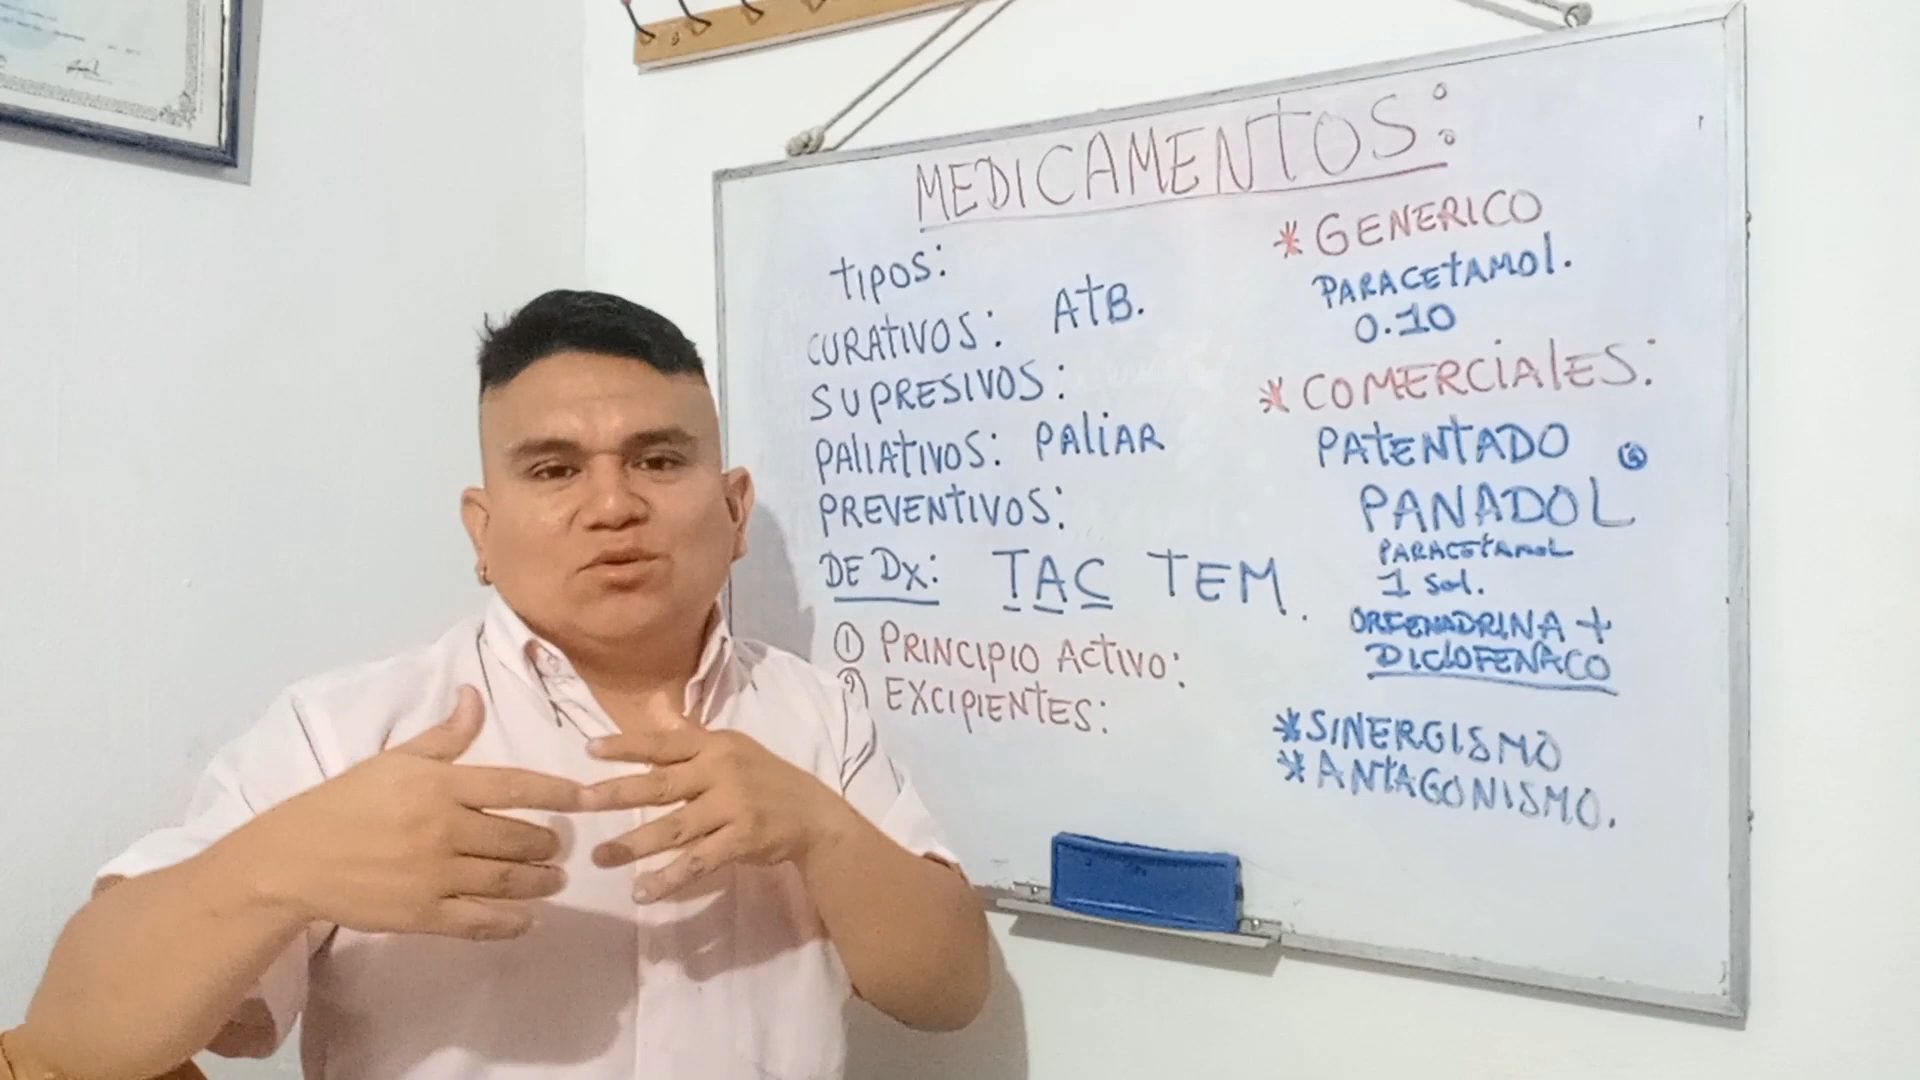 MEDICAMENTOS:
tIPOS:
CURAtIVOS: AtB.
SUPRESIVOS:
PALIAtIVOS: PALIAR
PREVENtIVOS:
DE Dx: TAC TEM.
① PRINCIPIO ACtIVO:
② EXCIPIENtES:
* GENERICO
PARACEtAMOl.
0.10
* COMERCIAlES:
PAtENtADO
PANADOL
PARACEtAMOL
1 Sol.
ORFENADRINA +
DICLOFENACO
* SINERGISMO
* ANtAGONISMO.